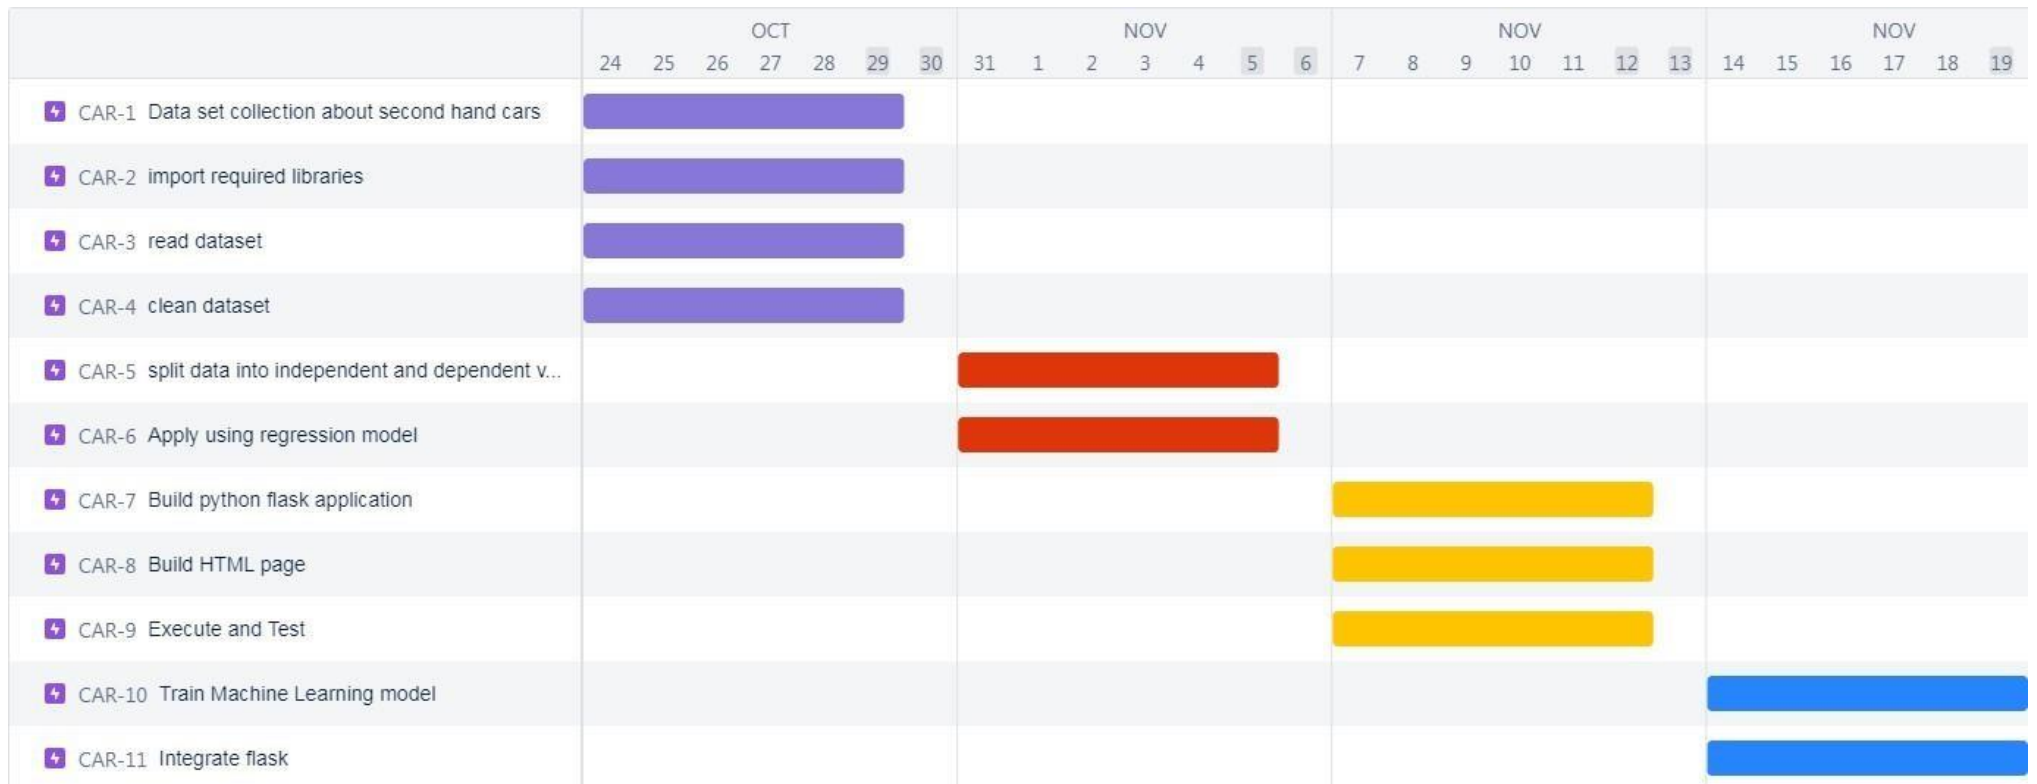 OCT NOV NOV NOV
24 25 26 27 28 29 30 31 1 2 3 4 5 6 7 8 9 10 11 12 13 14 15 16 17 18 19
CAR-1 Data set collection about second hand cars
CAR-2 import required libraries
CAR-3 read dataset
CAR-4 clean dataset
CAR-5 split data into independent and dependent v...
CAR-6 Apply using regression model
CAR-7 Build python flask application
CAR-8 Build HTML page
CAR-9 Execute and Test
CAR-10 Train Machine Learning model
CAR-11 Integrate flask